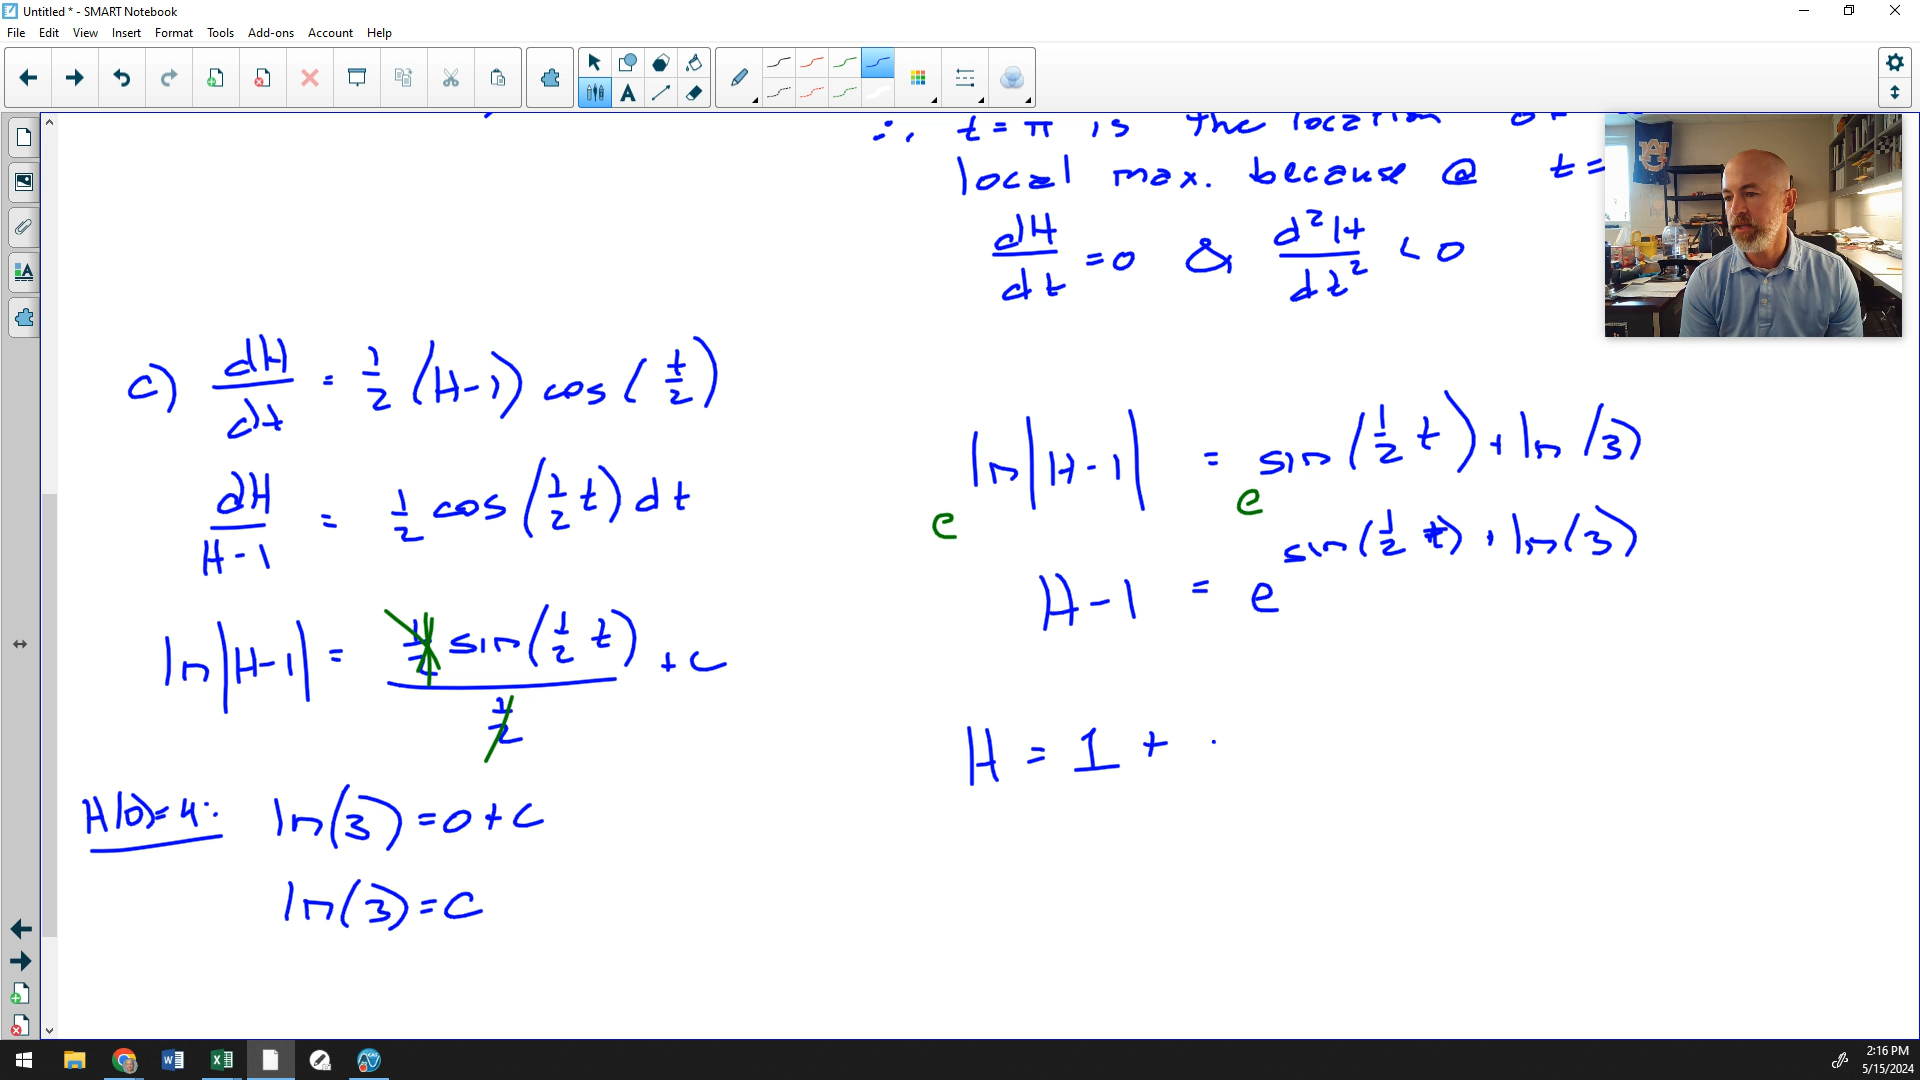 Untitled * - SMART Notebook
File Edit View Insert Format Tools Add-ons Account Help
∴ t = π is the location
local max. because @ t =
dH/dt = 0 & d²H/dt² < 0
c) dH/dt = 1/2 (H-1) cos(t/2)
dH/(H-1) = 1/2 cos(1/2 t) dt
ln|H-1| = (1/2 sin(1/2 t))/(1/2) + c
H(0)=4: ln(3) = 0 + c
ln(3) = c
ln|H-1| = sin(1/2 t) + ln(3)
e e
H-1 = e^(sin(1/2 t) + ln(3))
H = 1 +
2:16 PM
5/15/2024